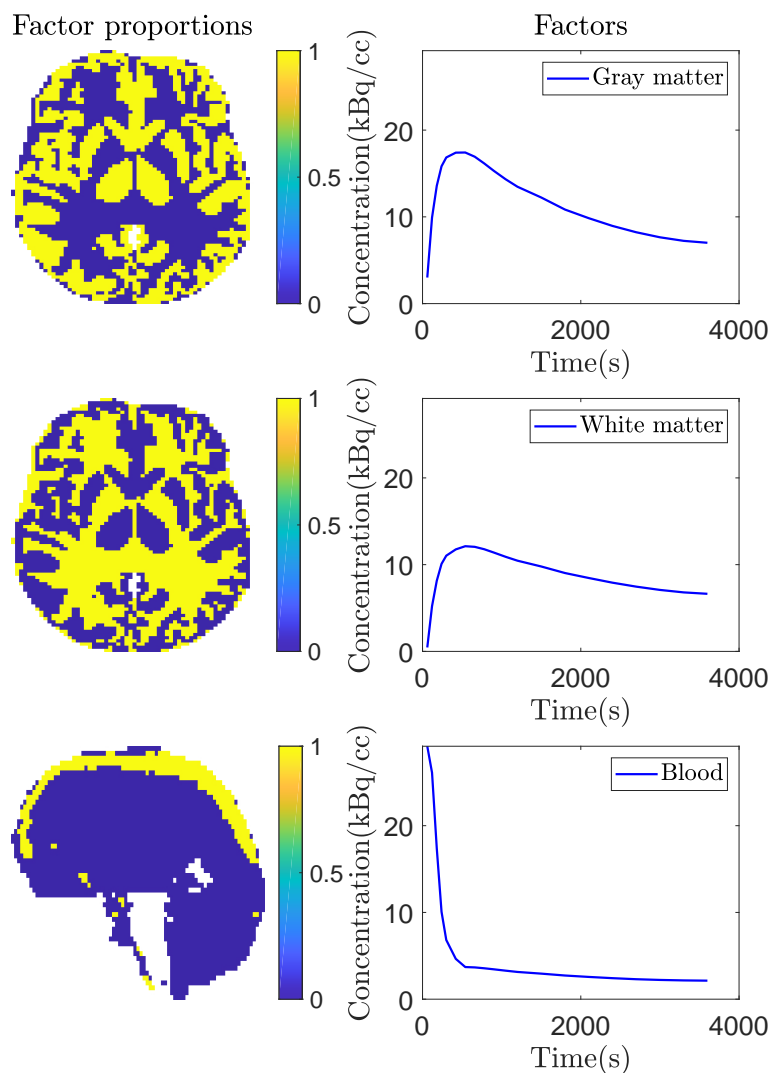 Factor proportions
Factors
1
0.5
0
Concentration(kBq/cc)
20
10
0
Gray matter
0
2000
4000
Time(s)
1
0.5
0
Concentration(kBq/cc)
20
10
0
White matter
0
2000
4000
Time(s)
1
0.5
0
Concentration(kBq/cc)
20
10
0
Blood
0
2000
4000
Time(s)